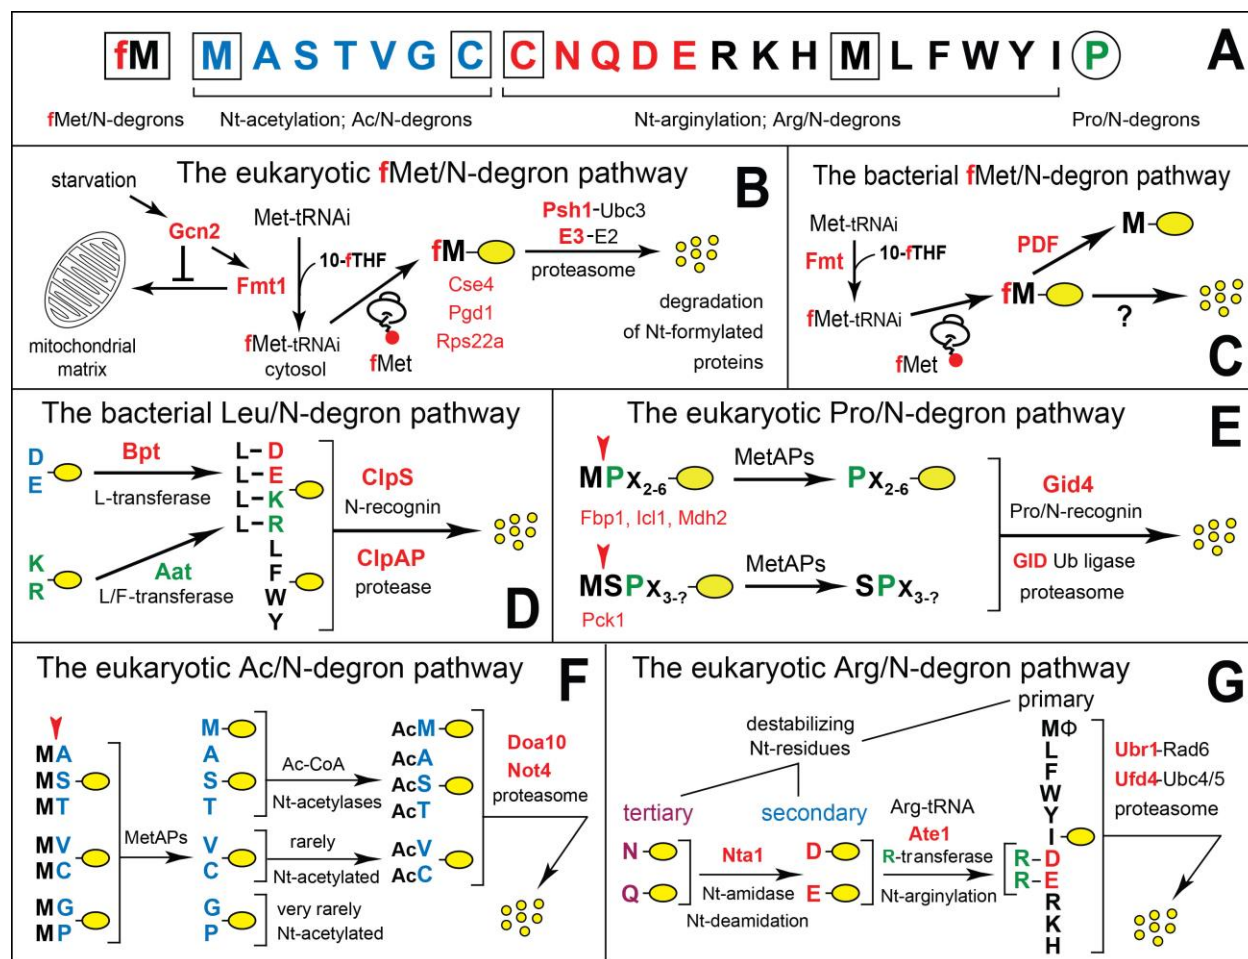 fM M A S T V G C C N Q D E R K H M L F W Y I P
A
fMet/N-degrons
Nt-acetylation; Ac/N-degrons
Nt-arginylation; Arg/N-degrons
Pro/N-degrons
The eukaryotic fMet/N-degron pathway
B
starvation
Gcn2
Fmt1
mitochondrial
matrix
Met-tRNAi
10-fTHF
fMet-tRNAi
cytosol
fMet
fM
Cse4
Pgd1
Rps22a
Psh1-Ubc3
E3-E2
proteasome
degradation
of Nt-formylated
proteins
The bacterial fMet/N-degron pathway
C
Met-tRNAi
Fmt
10-fTHF
fMet-tRNAi
fMet
fM
PDF
M
?
The bacterial Leu/N-degron pathway
D
D
E
Bpt
L-transferase
K
R
Aat
L/F-transferase
L-D
L-E
L-K
L-R
L
F
W
Y
ClpS
N-recognin
ClpAP
protease
The eukaryotic Pro/N-degron pathway
E
MPx2-6
Fbp1, Icl1, Mdh2
MetAPs
Px2-6
MSPx3-?
Pck1
MetAPs
SPx3-?
Gid4
Pro/N-recognin
GID Ub ligase
proteasome
The eukaryotic Ac/N-degron pathway
F
MA
MS
MT
MV
MC
MG
MP
MetAPs
M
A
S
T
V
C
G
P
Ac-CoA
Nt-acetylases
rarely
Nt-acetylated
very rarely
Nt-acetylated
AcM
AcA
AcS
AcT
AcV
AcC
Doa10
Not4
proteasome
The eukaryotic Arg/N-degron pathway
G
primary
destabilizing
Nt-residues
tertiary
secondary
N
Q
Nta1
Nt-amidase
Nt-deamidation
D
E
Arg-tRNA
Ate1
R-transferase
Nt-arginylation
MΦ
L
F
W
Y
I
R-D
R-E
R
K
H
Ubr1-Rad6
Ufd4-Ubc4/5
proteasome